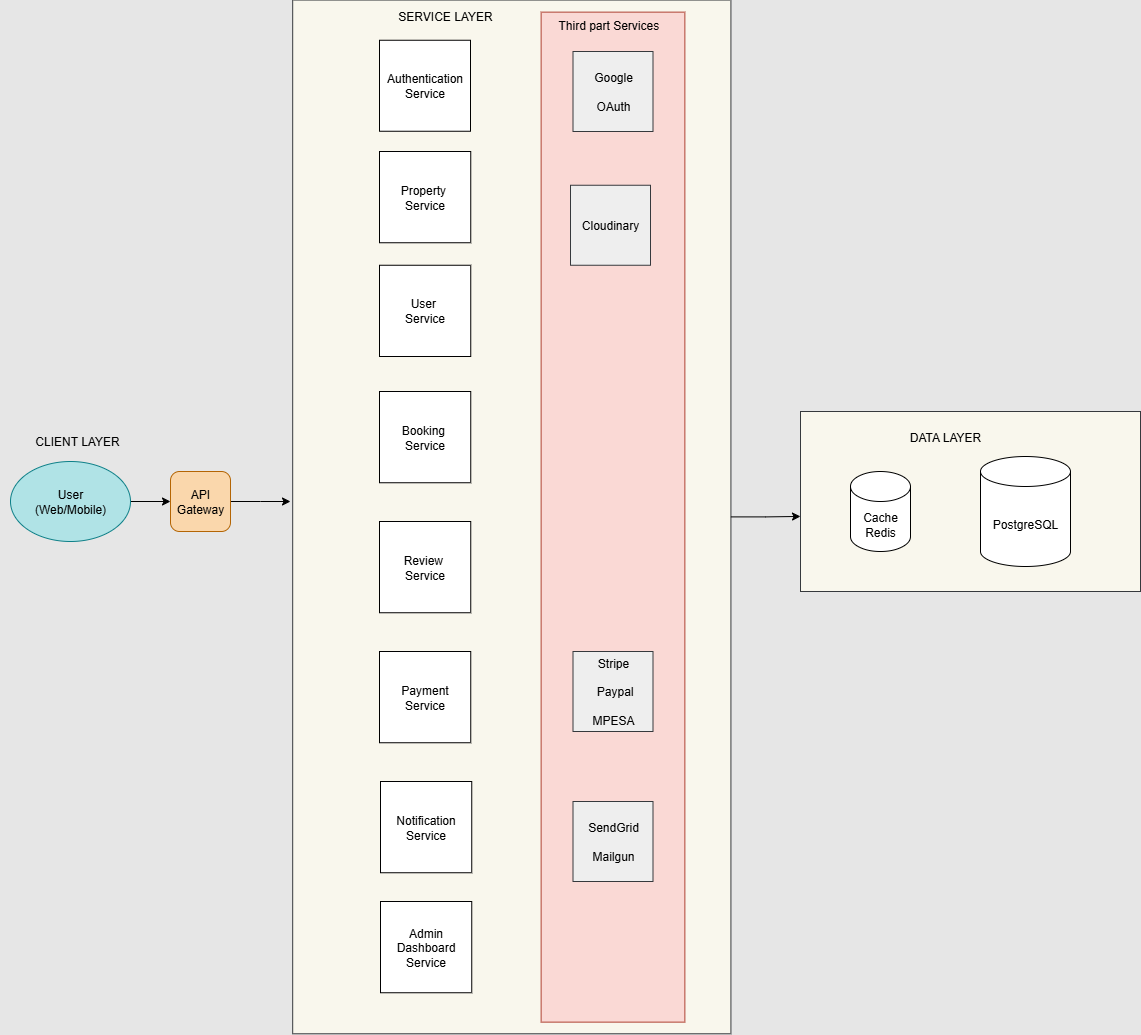 CLIENT LAYER
User
(Web/Mobile)
API
Gateway
SERVICE LAYER
Authentication
Service
Property
Service
User
Service
Booking
Service
Review
Service
Payment
Service
Notification
Service
Admin
Dashboard
Service
Third part Services
Google
OAuth
Cloudinary
Stripe
Paypal
MPESA
SendGrid
Mailgun
DATA LAYER
Cache
Redis
PostgreSQL